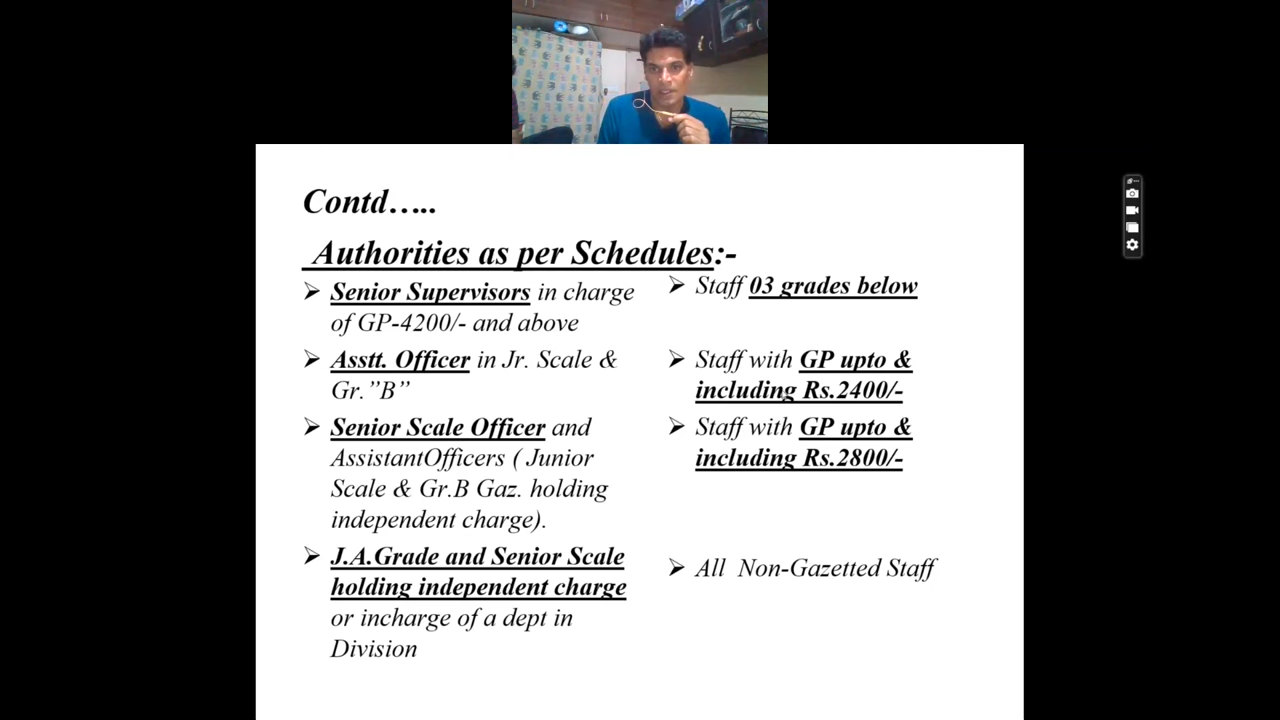 Contd…..
Authorities as per Schedules:-
➢ Senior Supervisors in charge
of GP-4200/- and above
➢ Asstt. Officer in Jr. Scale &
Gr.”B”
➢ Senior Scale Officer and
AssistantOfficers ( Junior
Scale & Gr.B Gaz. holding
independent charge).
➢ J.A.Grade and Senior Scale
holding independent charge
or incharge of a dept in
Division
➢ Staff 03 grades below
➢ Staff with GP upto &
including Rs.2400/-
➢ Staff with GP upto &
including Rs.2800/-
➢ All Non-Gazetted Staff